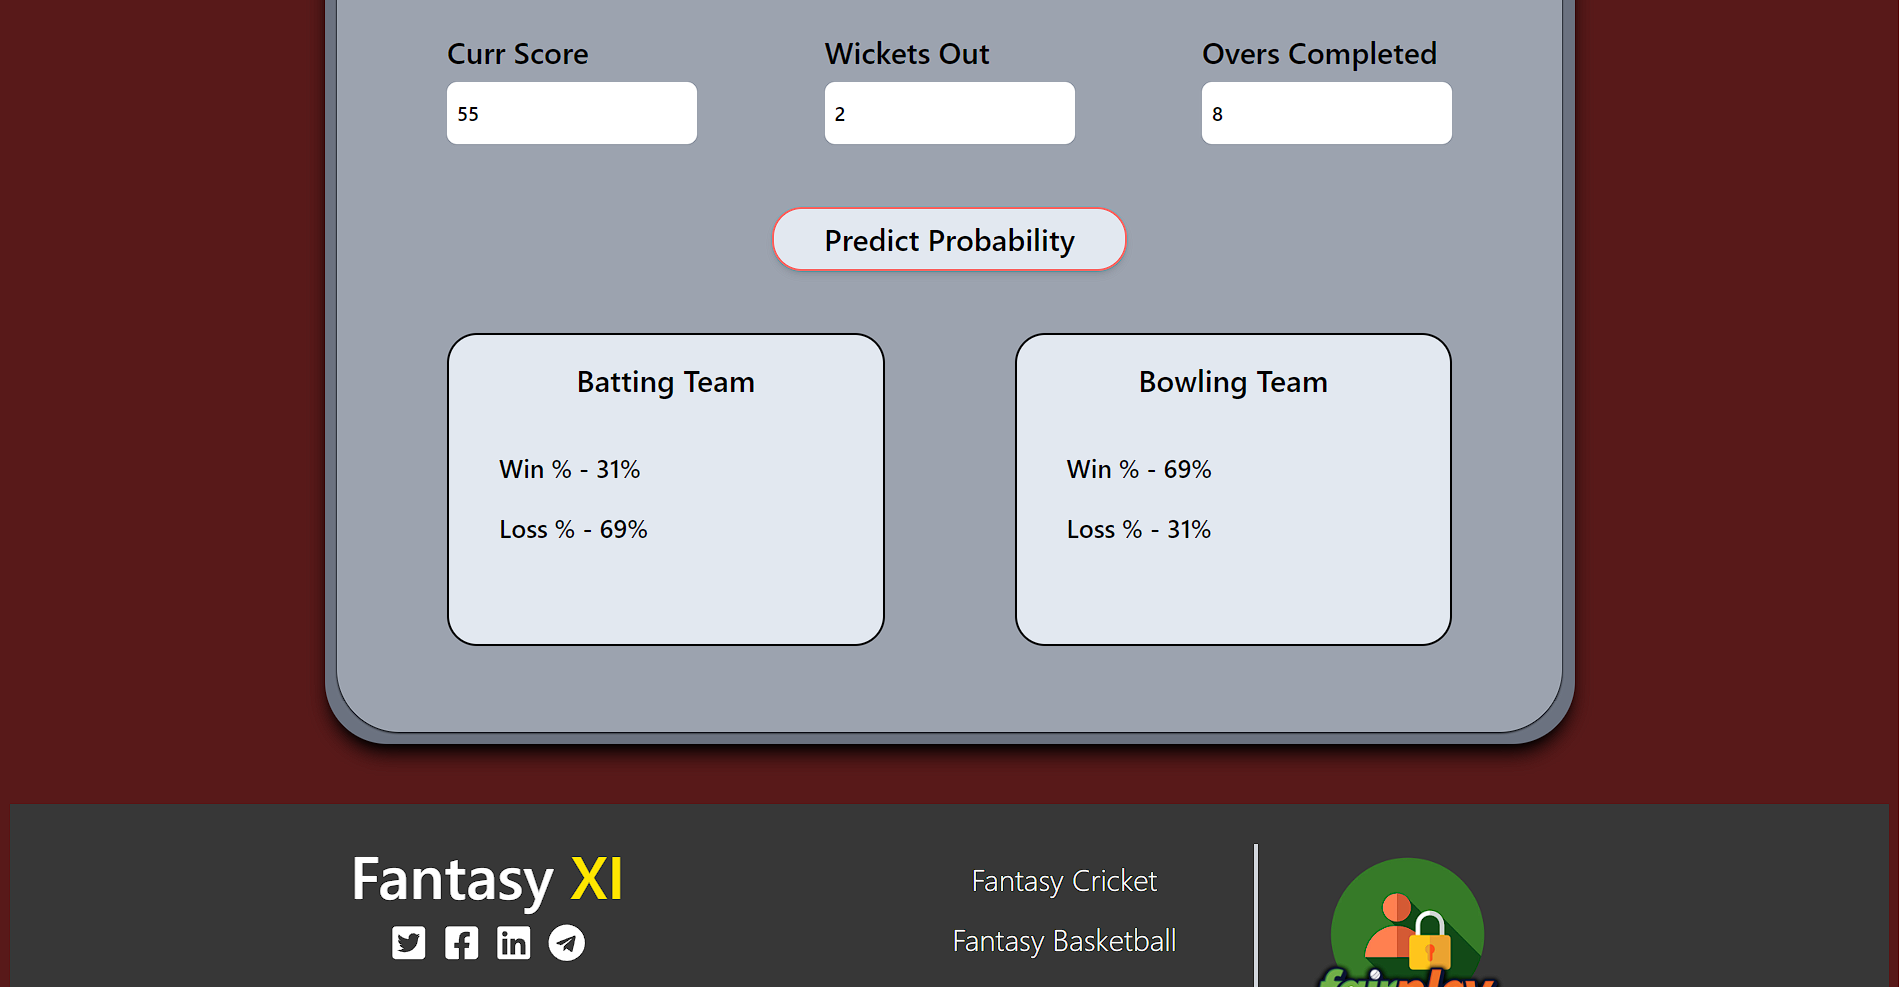 Curr Score
Wickets Out
Overs Completed
55
2
8
Predict Probability
Batting Team
Win % - 31%
Loss % - 69%
Bowling Team
Win % - 69%
Loss % - 31%
Fantasy XI
Fantasy Cricket
Fantasy Basketball
fairplay